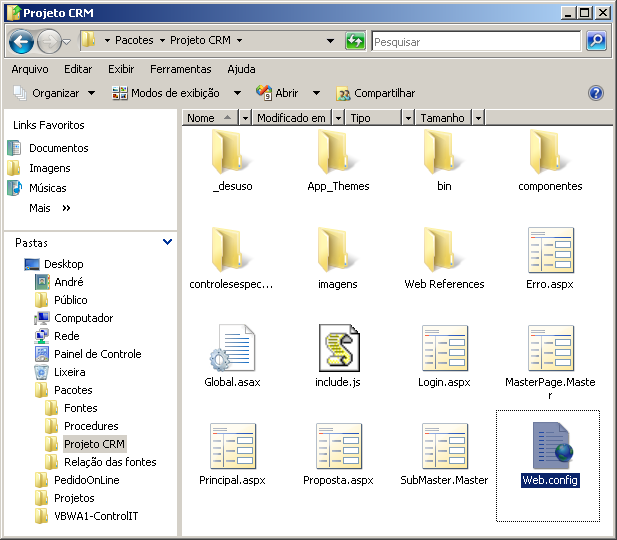 Projeto CRM
Pacotes Projeto CRM Pesquisar
Arquivo Editar Exibir Ferramentas Ajuda
Organizar Modos de exibição Abrir Compartilhar
Links Favoritos
Documentos
Imagens
Músicas
Mais »
Pastas
Desktop
André
Público
Computador
Rede
Painel de Controle
Lixeira
Pacotes
Fontes
Procedures
Projeto CRM
Relação das fontes
PedidoOnLine
Projetos
VBWA1-ControlIT
Nome Modificado em Tipo Tamanho
_desuso App_Themes bin componentes
controlesespec... imagens Web References Erro.aspx
Global.asax include.js Login.aspx MasterPage.Master
Principal.aspx Proposta.aspx SubMaster.Master Web.config